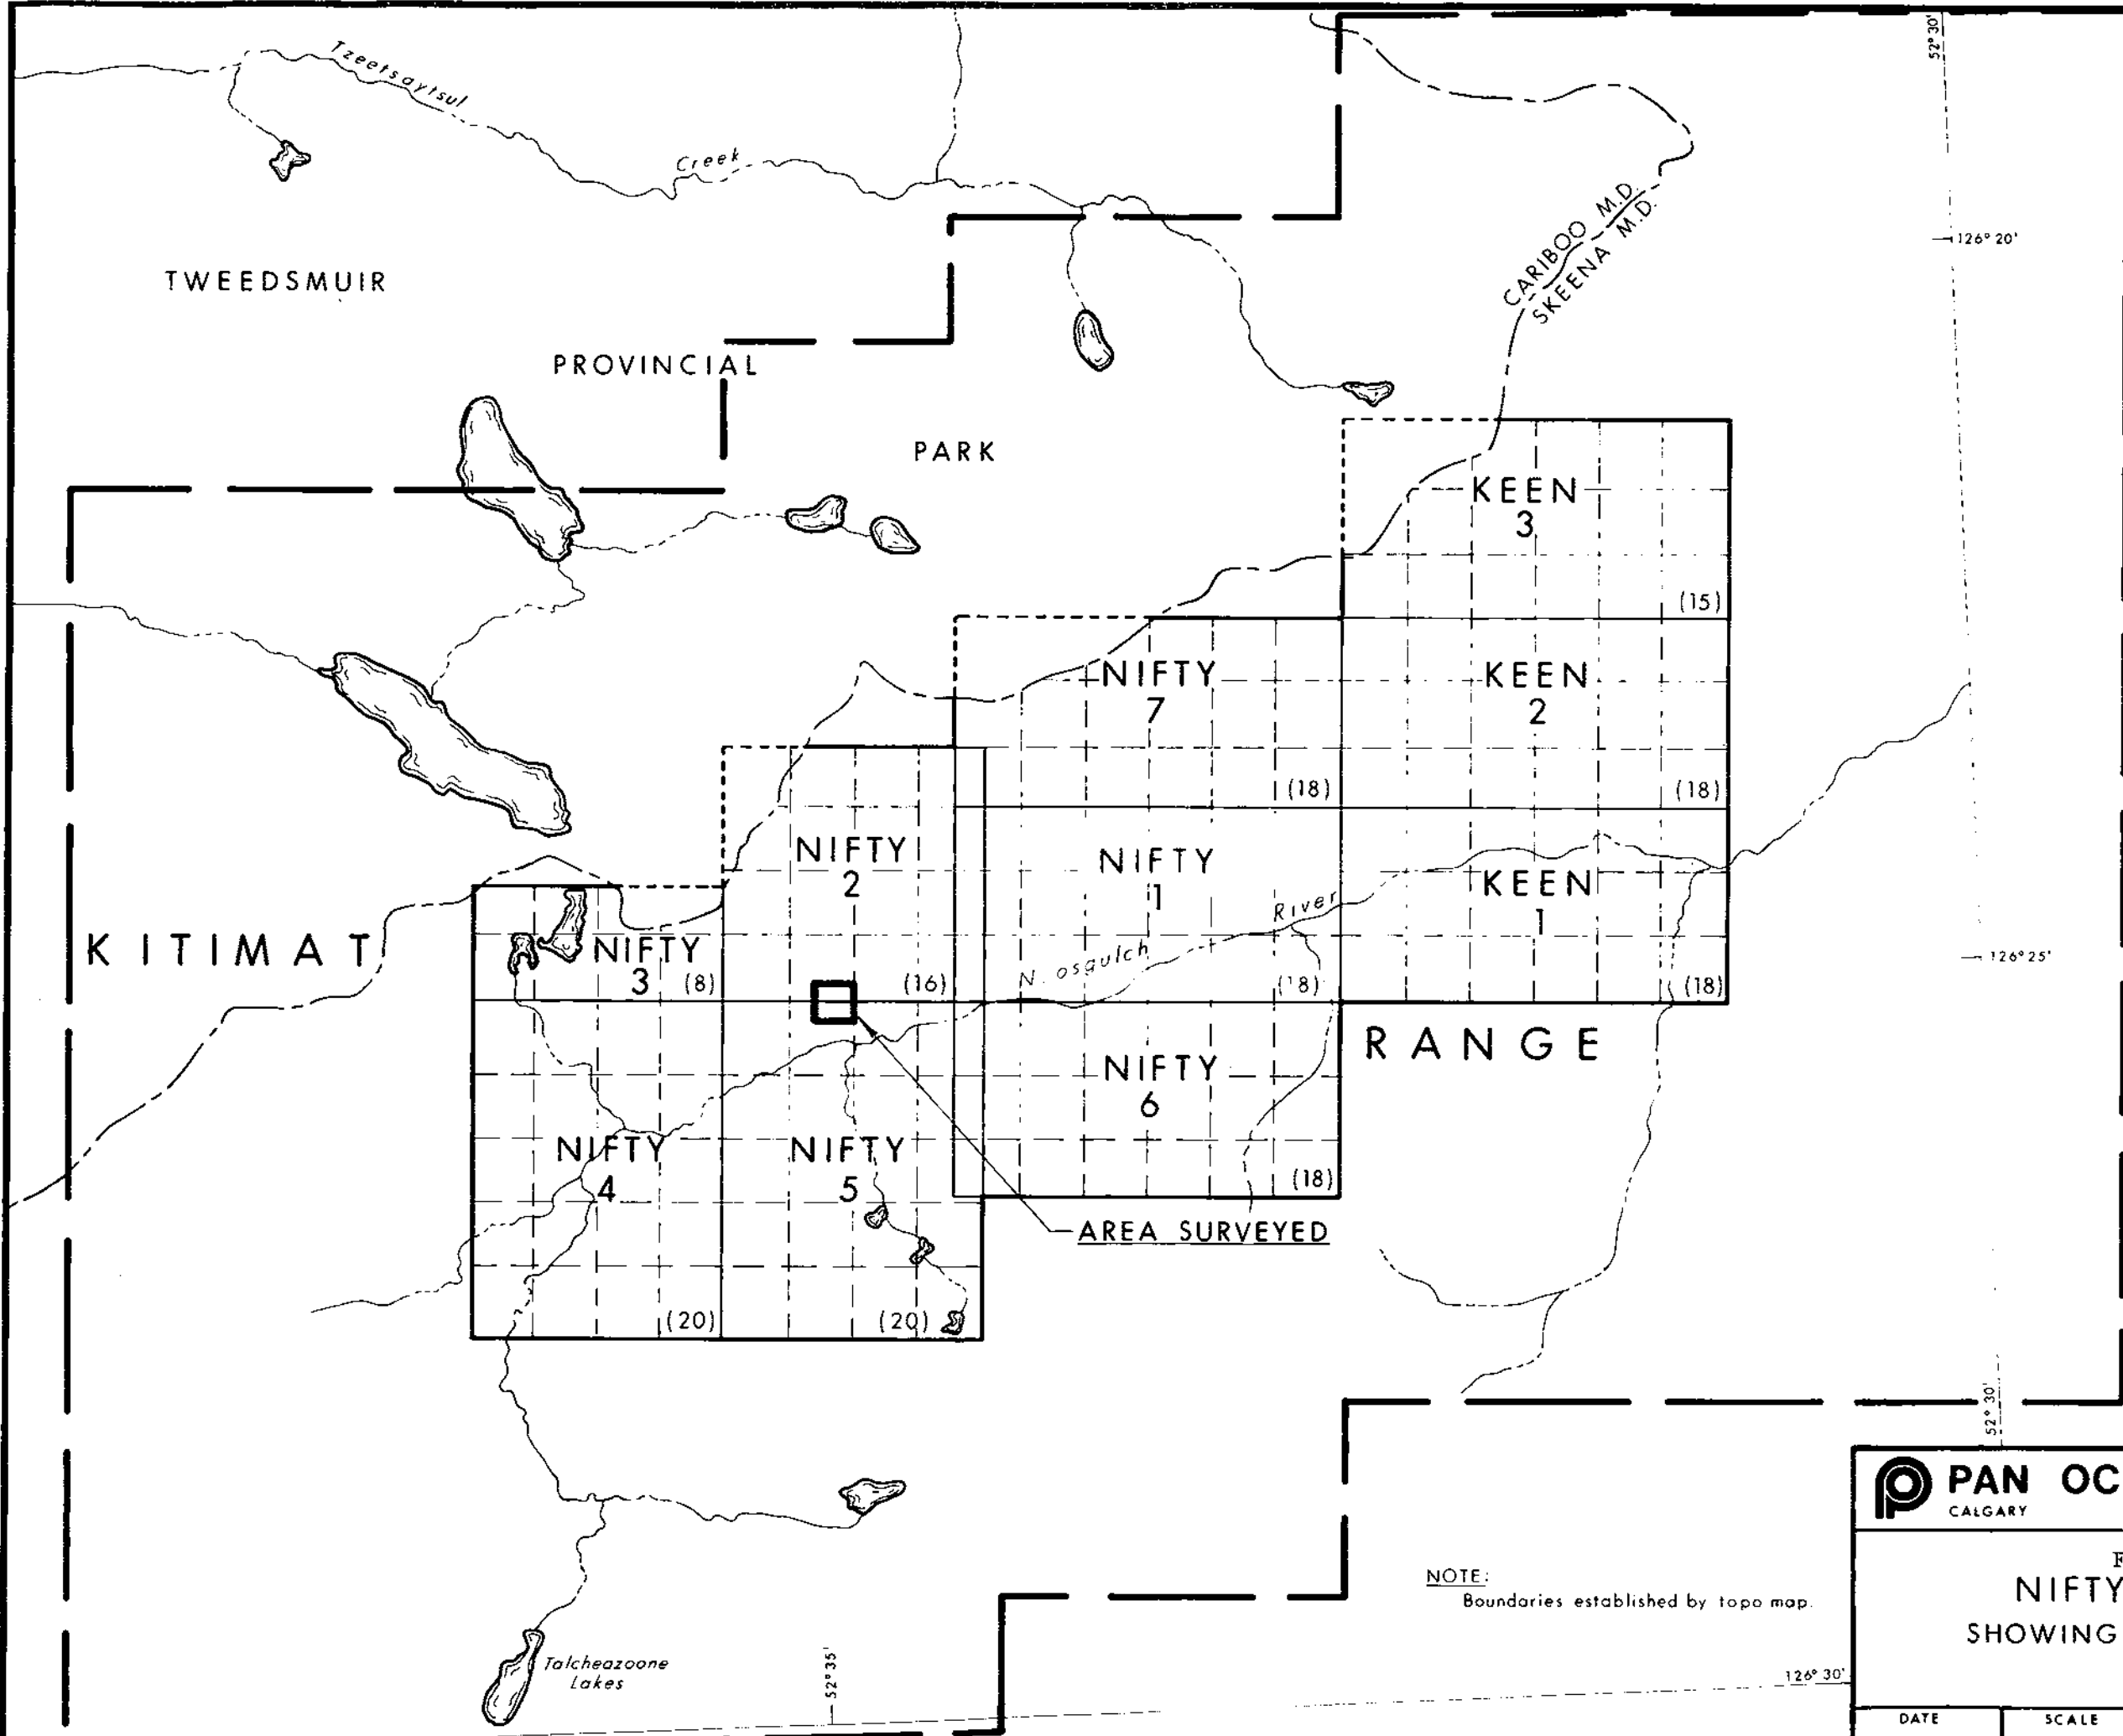 52° 30'
Tzeetsaytsul
Creek
CARIBOO M.D.
SKEENA M.D.
126° 20'
TWEEDSMUIR
PROVINCIAL
PARK
KEEN
3
(15)
NIFTY
7
(18)
KEEN
2
(18)
NIFTY
2
(16)
NIFTY
1
(18)
KEEN
1
(18)
River
N. osgulch
KITIMAT
NIFTY
3
(8)
126° 25'
RANGE
NIFTY
6
(18)
NIFTY
4
(20)
NIFTY
5
(20)
AREA SURVEYED
52° 30'
PAN OC
CALGARY
F
NIFTY
SHOWING
NOTE:
Boundaries established by topo map.
Talcheazoone
Lakes
52° 35'
126° 30'
DATE
SCALE